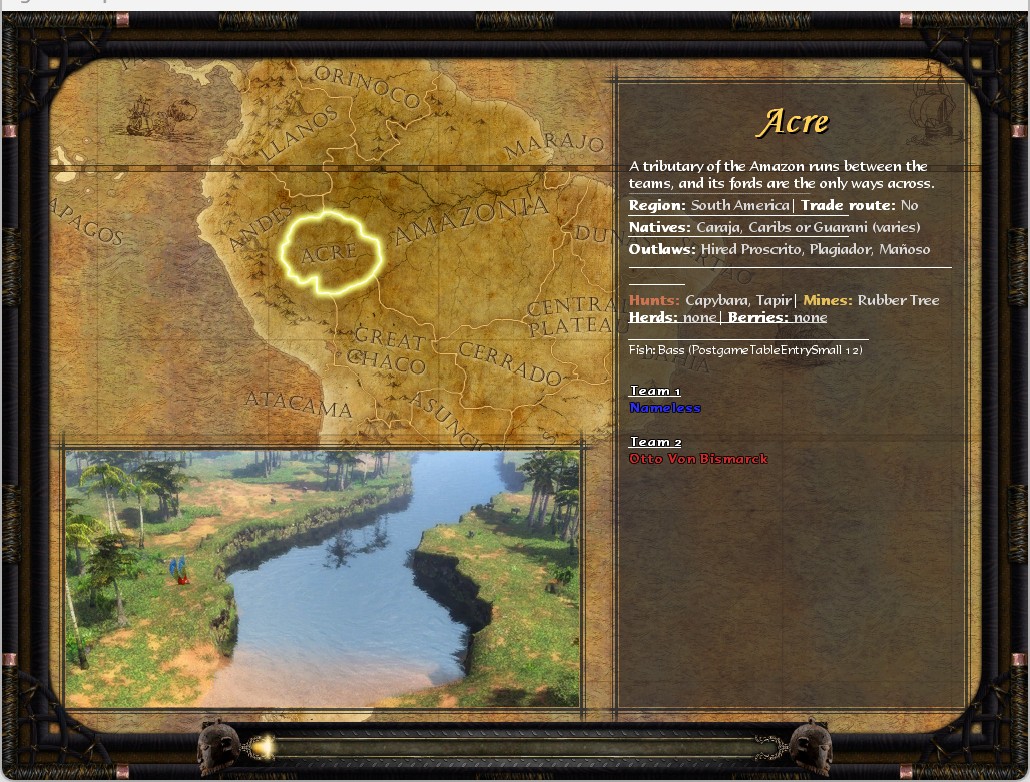 ORINOCO
LLANOS
MARAJO
APAGOS
ANDES
AMAZONIA
ACRE
CENTRAL
PLATEAU
GREAT
CHACO
CERRADO
ATACAMA
Acre
A tributary of the Amazon runs between the
teams, and its fords are the only ways across.
Region: South America| Trade route: No
Natives: Caraja, Caribs or Guarani (varies)
Outlaws: Hired Proscrito, Plagiador, Mañoso
Hunts: Capybara, Tapir| Mines: Rubber Tree
Herds: none| Berries: none
Fish: Bass (PostgameTableEntrySmall 12)
Team 1
Nameless
Team 2
Otto Von Bismarck